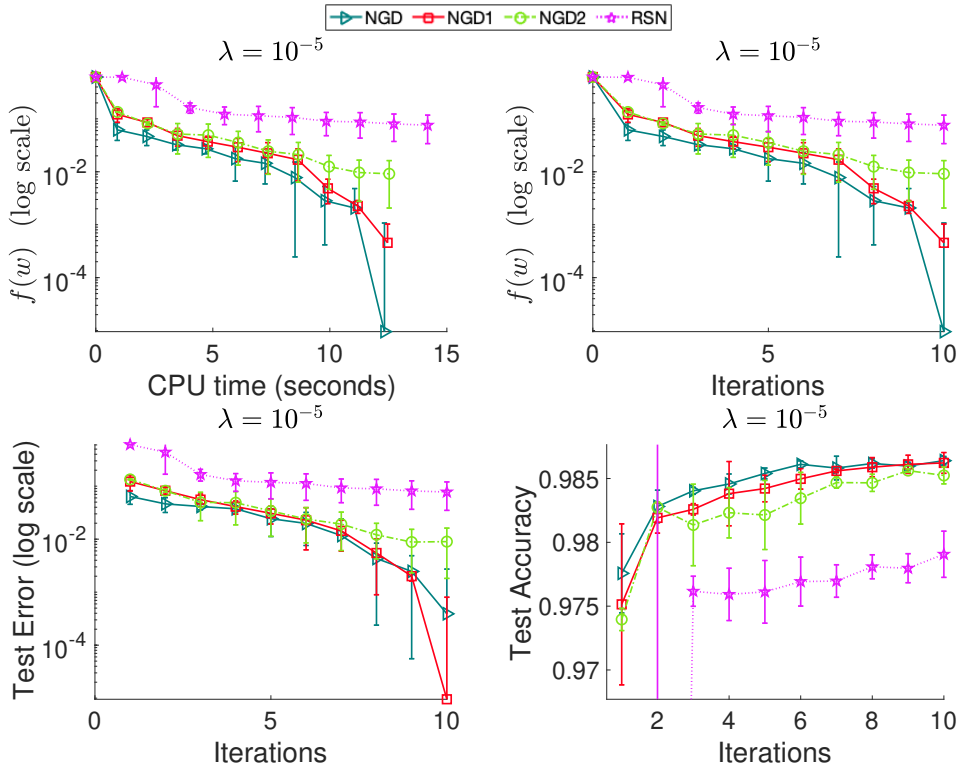 NGD NGD1 NGD2 RSN
λ = 10⁻⁵
f(w) (log scale)
10⁻²
10⁻⁴
0 5 10 15
CPU time (seconds)
λ = 10⁻⁵
f(w) (log scale)
10⁻²
10⁻⁴
0 5 10
Iterations
λ = 10⁻⁵
Test Error (log scale)
10⁻²
10⁻⁴
0 5 10
Iterations
λ = 10⁻⁵
Test Accuracy
0.985
0.98
0.975
0.97
2 4 6 8 10
Iterations